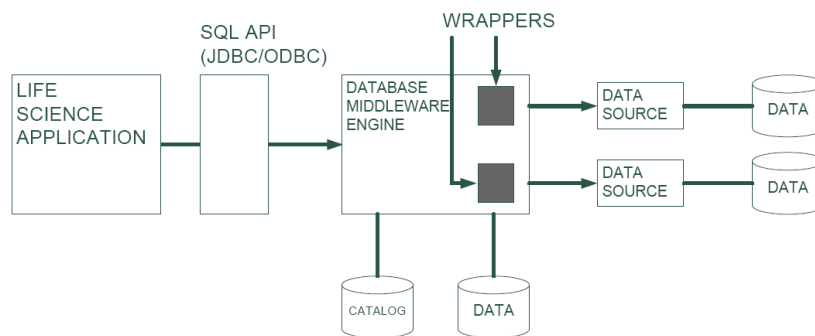 SQL API
(JDBC/ODBC)
WRAPPERS
LIFE
SCIENCE
APPLICATION
DATABASE
MIDDLEWARE
ENGINE
DATA
SOURCE
DATA
DATA
SOURCE
DATA
CATALOG
DATA